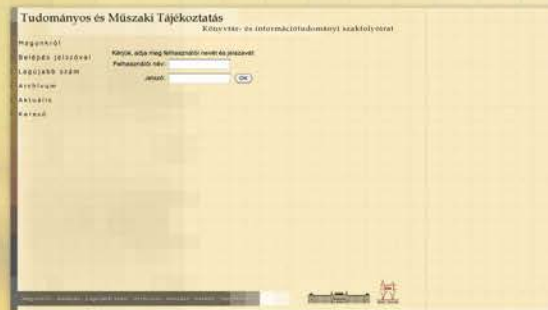 Tudományos és Műszaki Tájékoztatás
Könyvtár- és információtudományi szakfolyóirat
Magunkról
Belépés jelszóval
Legújabb szám
Archívum
Aktuális
Kereső
Kérjük, adja meg felhasználói nevét és jelszavát!
Felhasználói név:
Jelszó:
OK